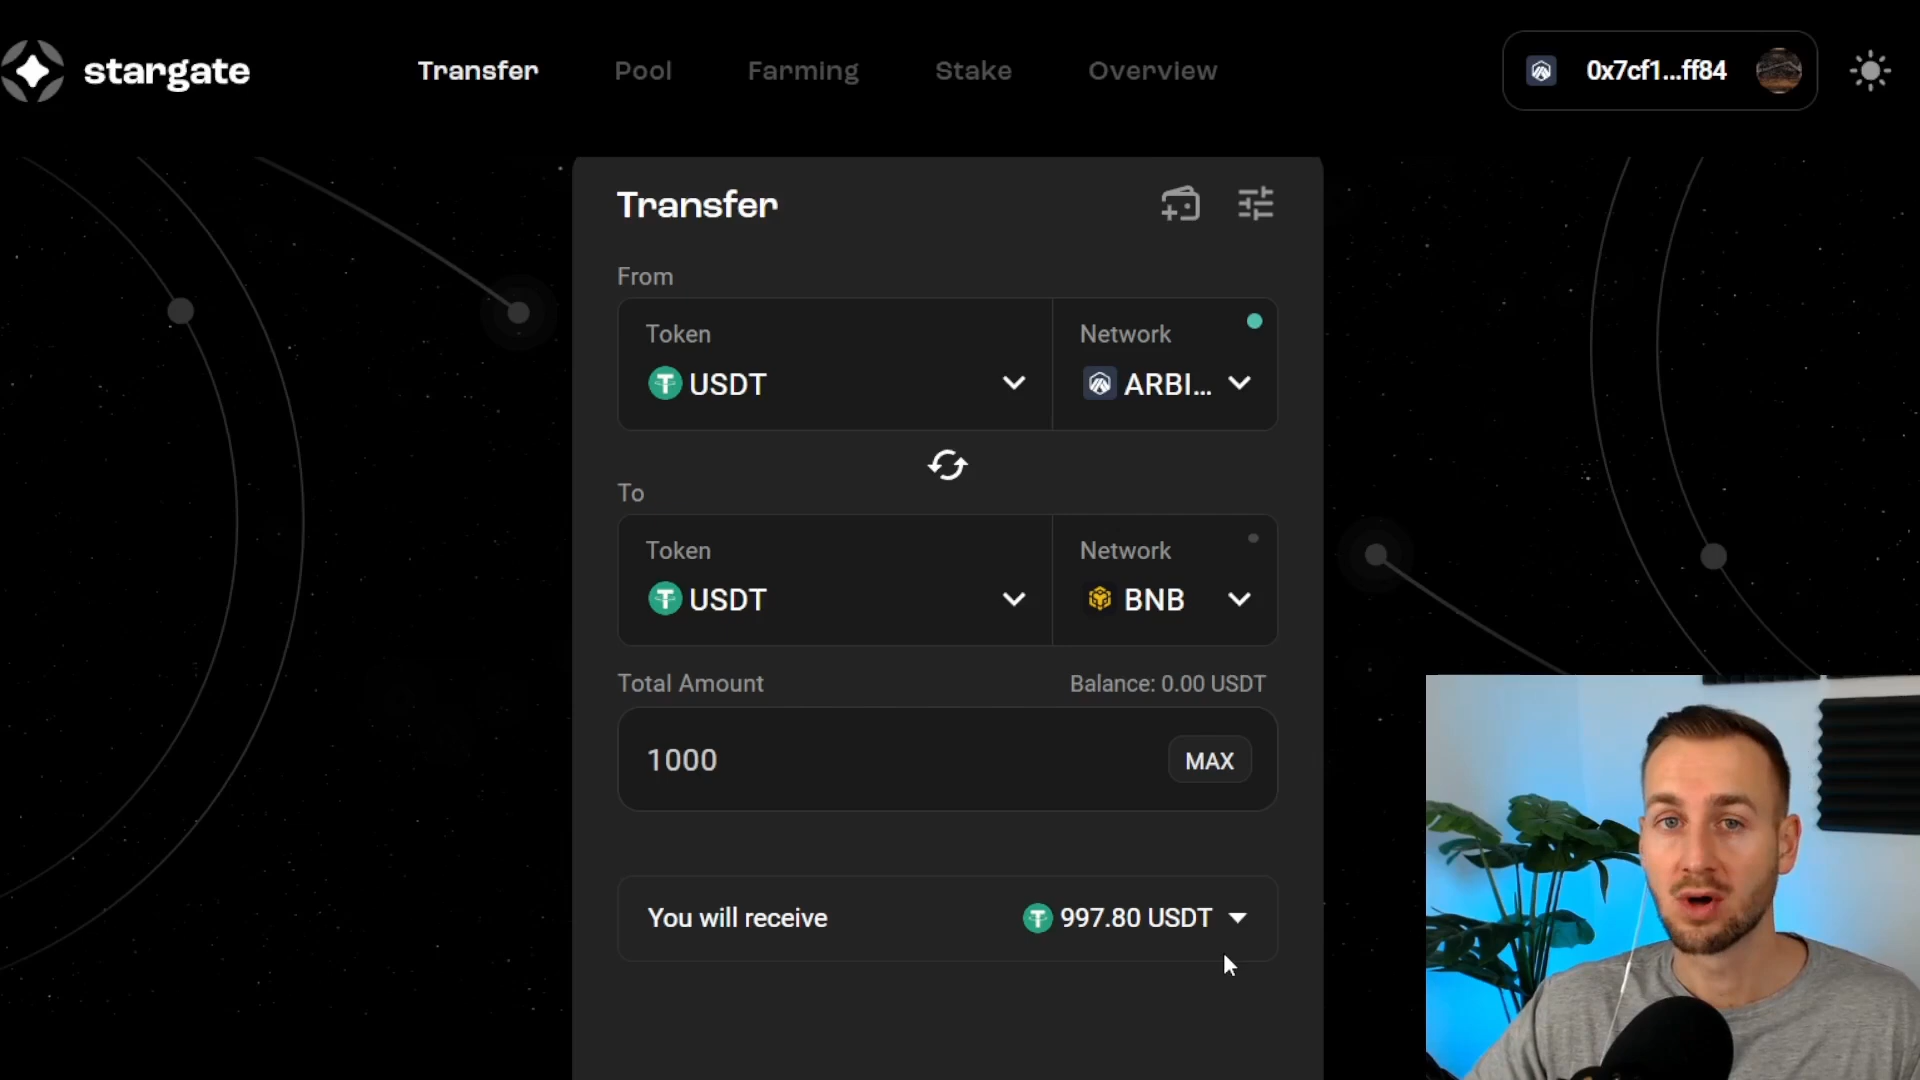 stargate
Transfer Pool Farming Stake Overview
0x7cf1...ff84
Transfer
From
Token Network
USDT ARBI...
To
Token Network
USDT BNB
Total Amount Balance: 0.00 USDT
1000 MAX
You will receive 997.80 USDT